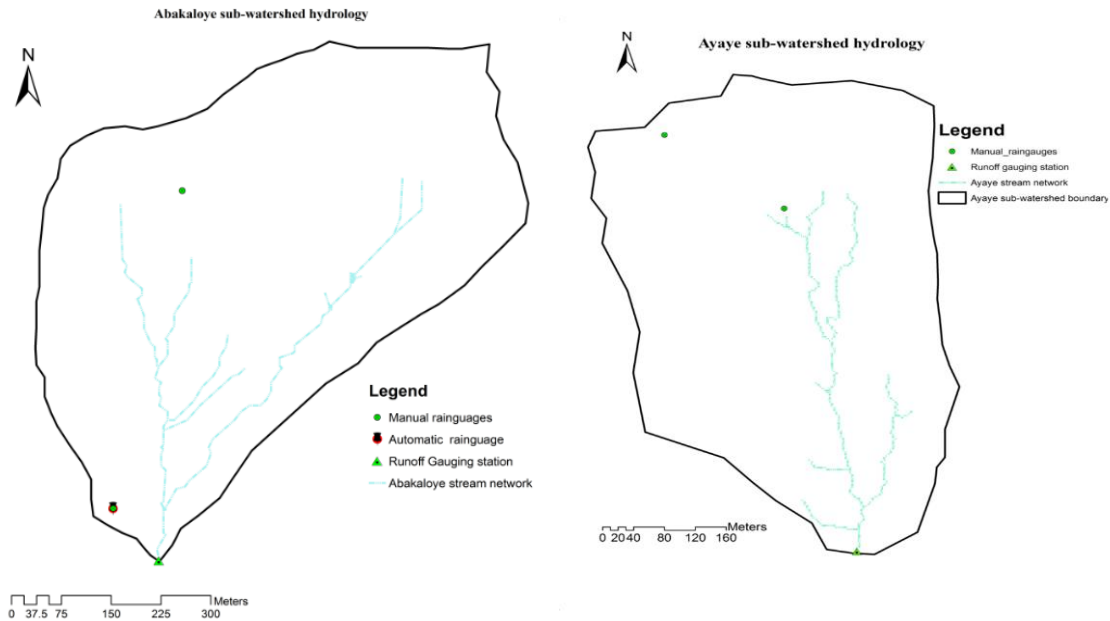 Abakaloye sub-watershed hydrology
N
Legend
Manual rainguages
Automatic rainguage
Runoff Gauging station
Abakaloye stream network
Meters
0 37.5 75 150 225 300
Ayaye sub-watershed hydrology
N
Legend
Manual_raingauges
Runoff gauging station
Ayaye stream network
Ayaye sub-watershed boundary
Meters
0 20 40 80 120 160